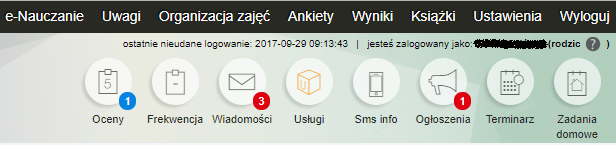 e-Nauczanie Uwagi Organizacja zajęć Ankiety Wyniki Książki Ustawienia Wyloguj
ostatnie nieudane logowanie: 2017-09-29 09:13:43 | jesteś zalogowany jako: (rodzic ? )
5 1 3 1
Oceny Frekwencja Wiadomości Usługi Sms info Ogłoszenia Terminarz Zadania
domowe